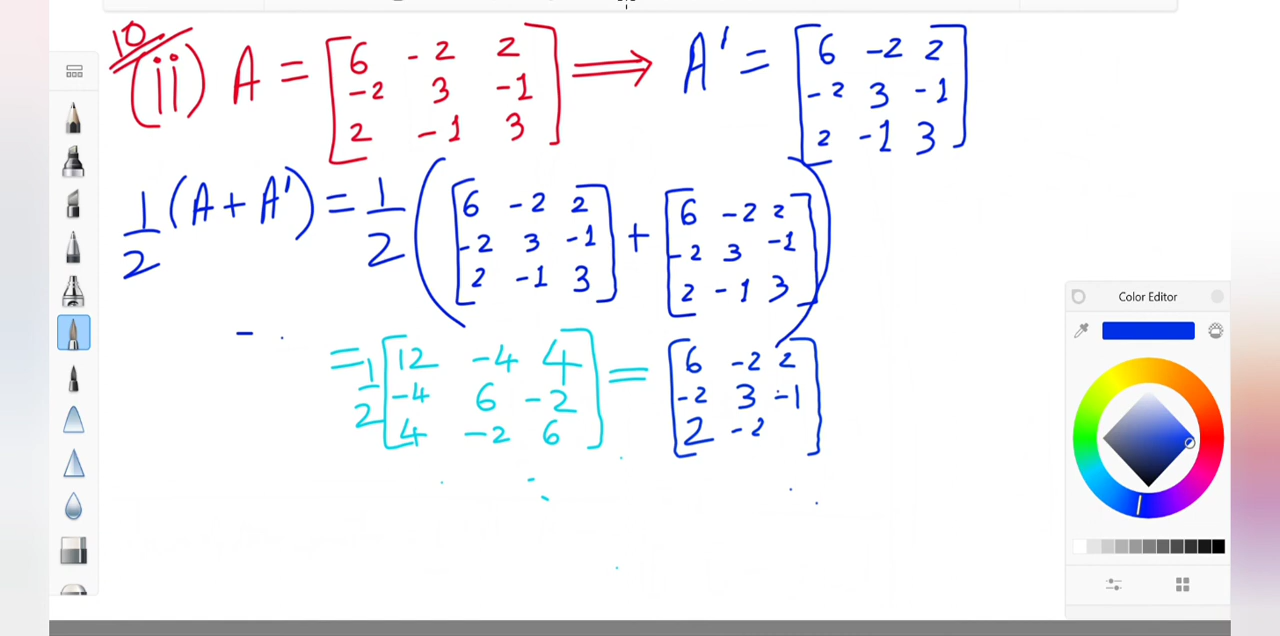 10
(ii) A = [6 -2 2; -2 3 -1; 2 -1 3] ⟹ A' = [6 -2 2; -2 3 -1; 2 -1 3]
1/2 (A + A') = 1/2 ([6 -2 2; -2 3 -1; 2 -1 3] + [6 -2 2; -2 3 -1; 2 -1 3])
= 1/2 [12 -4 4; -4 6 -2; 4 -2 6] = [6 -2 2; -2 3 -1; 2 -2]
Color Editor